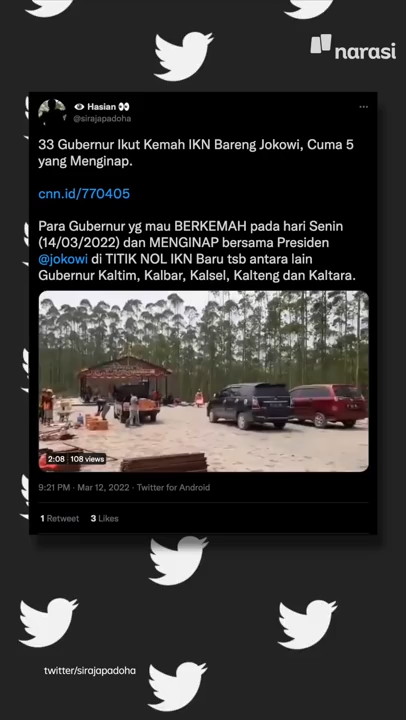 narasi
Hasian
@sirajapadoha
33 Gubernur Ikut Kemah IKN Bareng Jokowi, Cuma 5
yang Menginap.
cnn.id/770405
Para Gubernur yg mau BERKEMAH pada hari Senin
(14/03/2022) dan MENGINAP bersama Presiden
@jokowi di TITIK NOL IKN Baru tsb antara lain
Gubernur Kaltim, Kalbar, Kalsel, Kalteng dan Kaltara.
2:08 108 views
9:21 PM · Mar 12, 2022 · Twitter for Android
1 Retweet 3 Likes
twitter/sirajapadoha